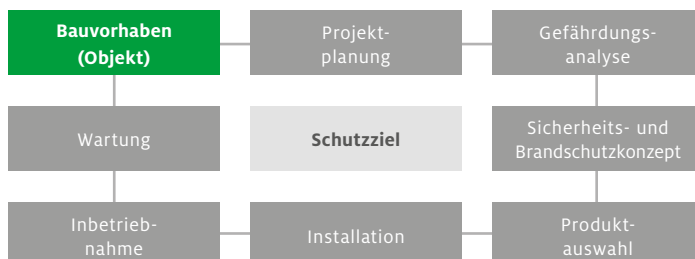 Bauvorhaben
(Objekt)
Projekt-
planung
Gefährdungs-
analyse
Wartung
Schutzziel
Sicherheits- und
Brandschutzkonzept
Inbetrieb-
nahme
Installation
Produkt-
auswahl